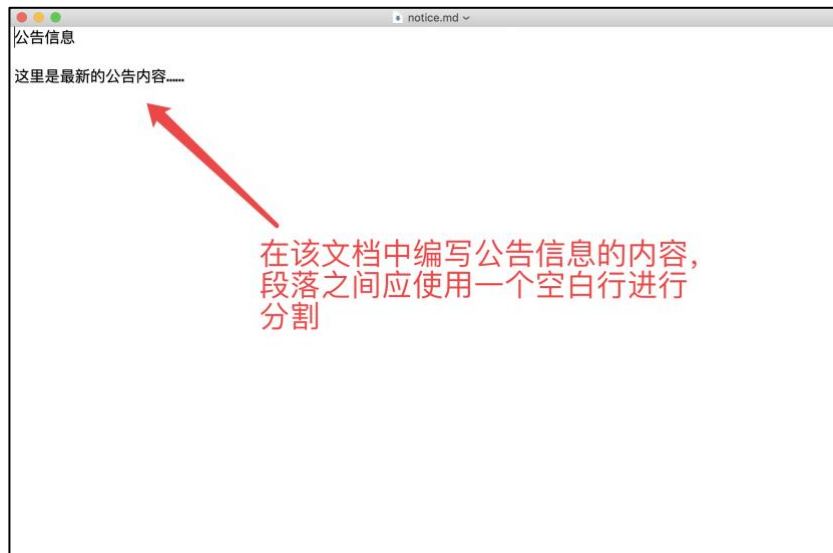 notice.md
公告信息
这里是最新的公告内容……
在该文档中编写公告信息的内容，
段落之间应使用一个空白行进行
分割